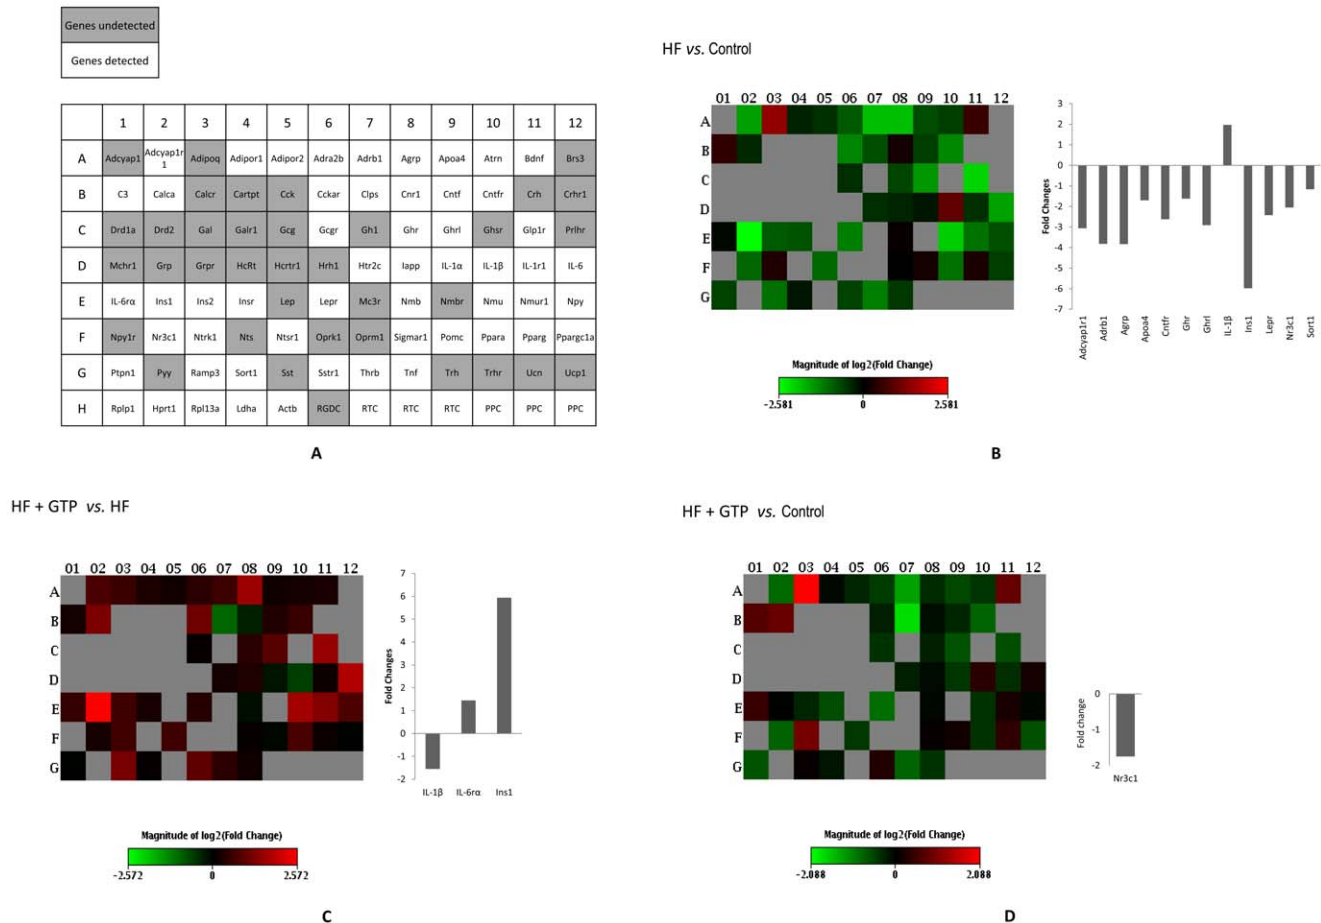 Genes undetected
Genes detected
1 2 3 4 5 6 7 8 9 10 11 12
A Adcyap1 Adcyap1r1 Adipoq Adipor1 Adipor2 Adra2b Adrb1 Agrp Apoa4 Atrn Bdnf Brs3
B C3 Calca Calcr Cartpt Cck Cckar Clps Cnr1 Cntf Cntfr Crh Crhr1
C Drd1a Drd2 Gal Galr1 Gcg Gcgr Gh1 Ghr Ghrl Ghsr Glp1r Prlhr
D Mchr1 Grp Grpr HcRt Hcrtr1 Hrh1 Htr2c Iapp IL-1α IL-1β IL-1r1 IL-6
E IL-6rα Ins1 Ins2 Insr Lep Lepr Mc3r Nmb Nmbr Nmu Nmur1 Npy
F Npy1r Nr3c1 Ntrk1 Nts Ntsr1 Oprk1 Oprm1 Sigmar1 Pomc Ppara Pparg Ppargc1a
G Ptpn1 Pyy Ramp3 Sort1 Sst Sstr1 Thrb Tnf Trh Trhr Ucn Ucp1
H Rplp1 Hprt1 Rpl13a Ldha Actb RGDC RTC RTC RTC PPC PPC PPC
A
HF vs. Control
01 02 03 04 05 06 07 08 09 10 11 12
A
B
C
D
E
F
G
Magnitude of log2(Fold Change)
-2.581 0 2.581
Fold Changes
3
2
1
0
-1
-2
-3
-4
-5
-6
-7
Adcyap1r1 Adrb1 Agrp Apoa4 Cntfr Ghr Ghrl IL-1β Ins1 Lepr Nr3c1 Sort1
B
HF + GTP vs. HF
01 02 03 04 05 06 07 08 09 10 11 12
A
B
C
D
E
F
G
Magnitude of log2(Fold Change)
-2.572 0 2.572
Fold Changes
7
6
5
4
3
2
1
0
-1
-2
IL-1β IL-6rα Ins1
C
HF + GTP vs. Control
01 02 03 04 05 06 07 08 09 10 11 12
A
B
C
D
E
F
G
Magnitude of log2(Fold Change)
-2.088 0 2.088
Fold change
0
-1
-2
Nr3c1
D